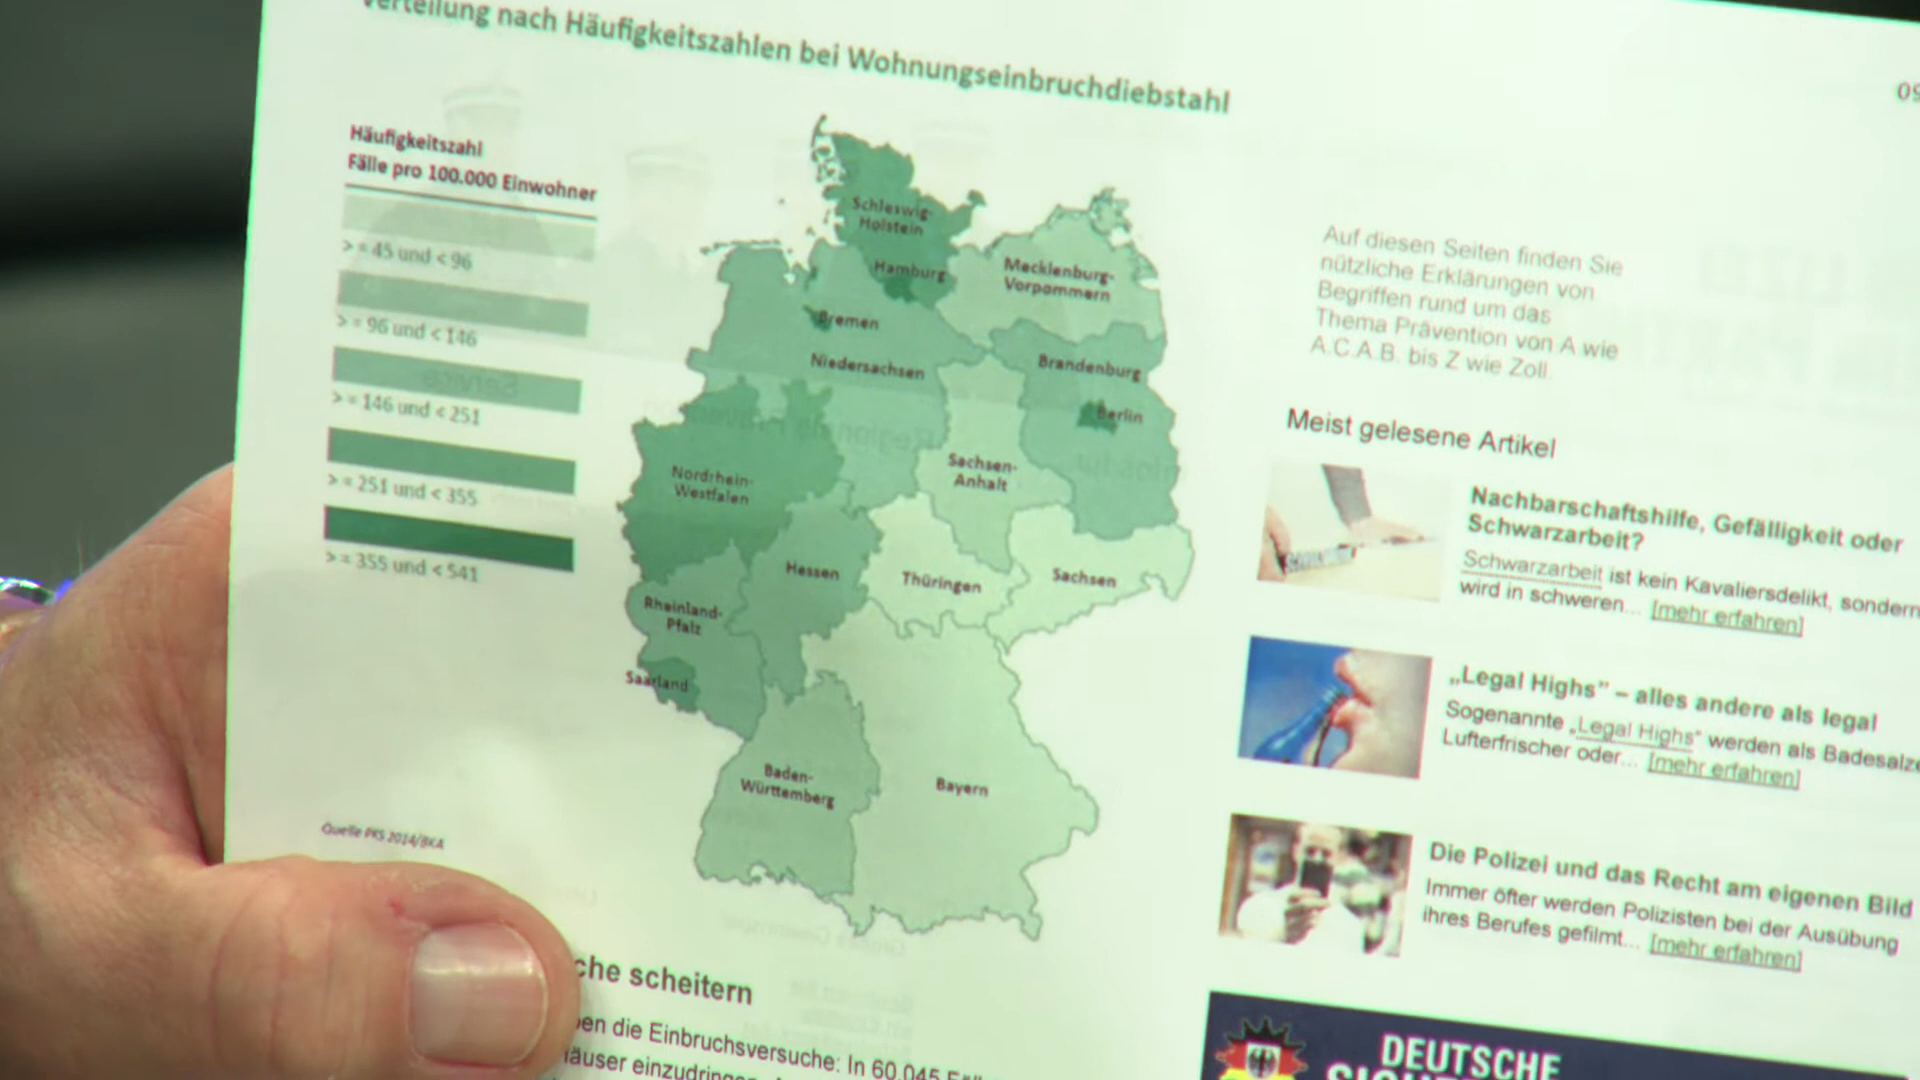 Verteilung nach Häufigkeitszahlen bei Wohnungseinbruchdiebstahl
09
Häufigkeitszahl
Fälle pro 100.000 Einwohner
> = 45 und < 96
> = 96 und < 146
> = 146 und < 251
> = 251 und < 355
> = 355 und < 541
Schleswig-
Holstein
Hamburg
Mecklenburg-
Vorpommern
Bremen
Niedersachsen
Brandenburg
Berlin
Sachsen-
Anhalt
Nordrhein-
Westfalen
Hessen
Thüringen
Sachsen
Rheinland-
Pfalz
Saarland
Baden-
Württemberg
Bayern
Quelle PKS 2014/BKA
che scheitern
en die Einbruchsversuche: In 60.045
häuser
Auf diesen Seiten finden Sie
nützliche Erklärungen von
Begriffen rund um das
Thema Prävention von A wie
A.C.A.B. bis Z wie Zoll.
Meist gelesene Artikel
Nachbarschaftshilfe, Gefälligkeit oder
Schwarzarbeit?
Schwarzarbeit ist kein Kavaliersdelikt, sondern
wird in schweren... [mehr erfahren]
„Legal Highs" – alles andere als legal
Sogenannte „Legal Highs" werden als Badesalze
Lufterfrischer oder... [mehr erfahren]
Die Polizei und das Recht am eigenen Bild
Immer öfter werden Polizisten bei der Ausübung
ihres Berufes gefilmt... [mehr erfahren]
DEUTSCHE